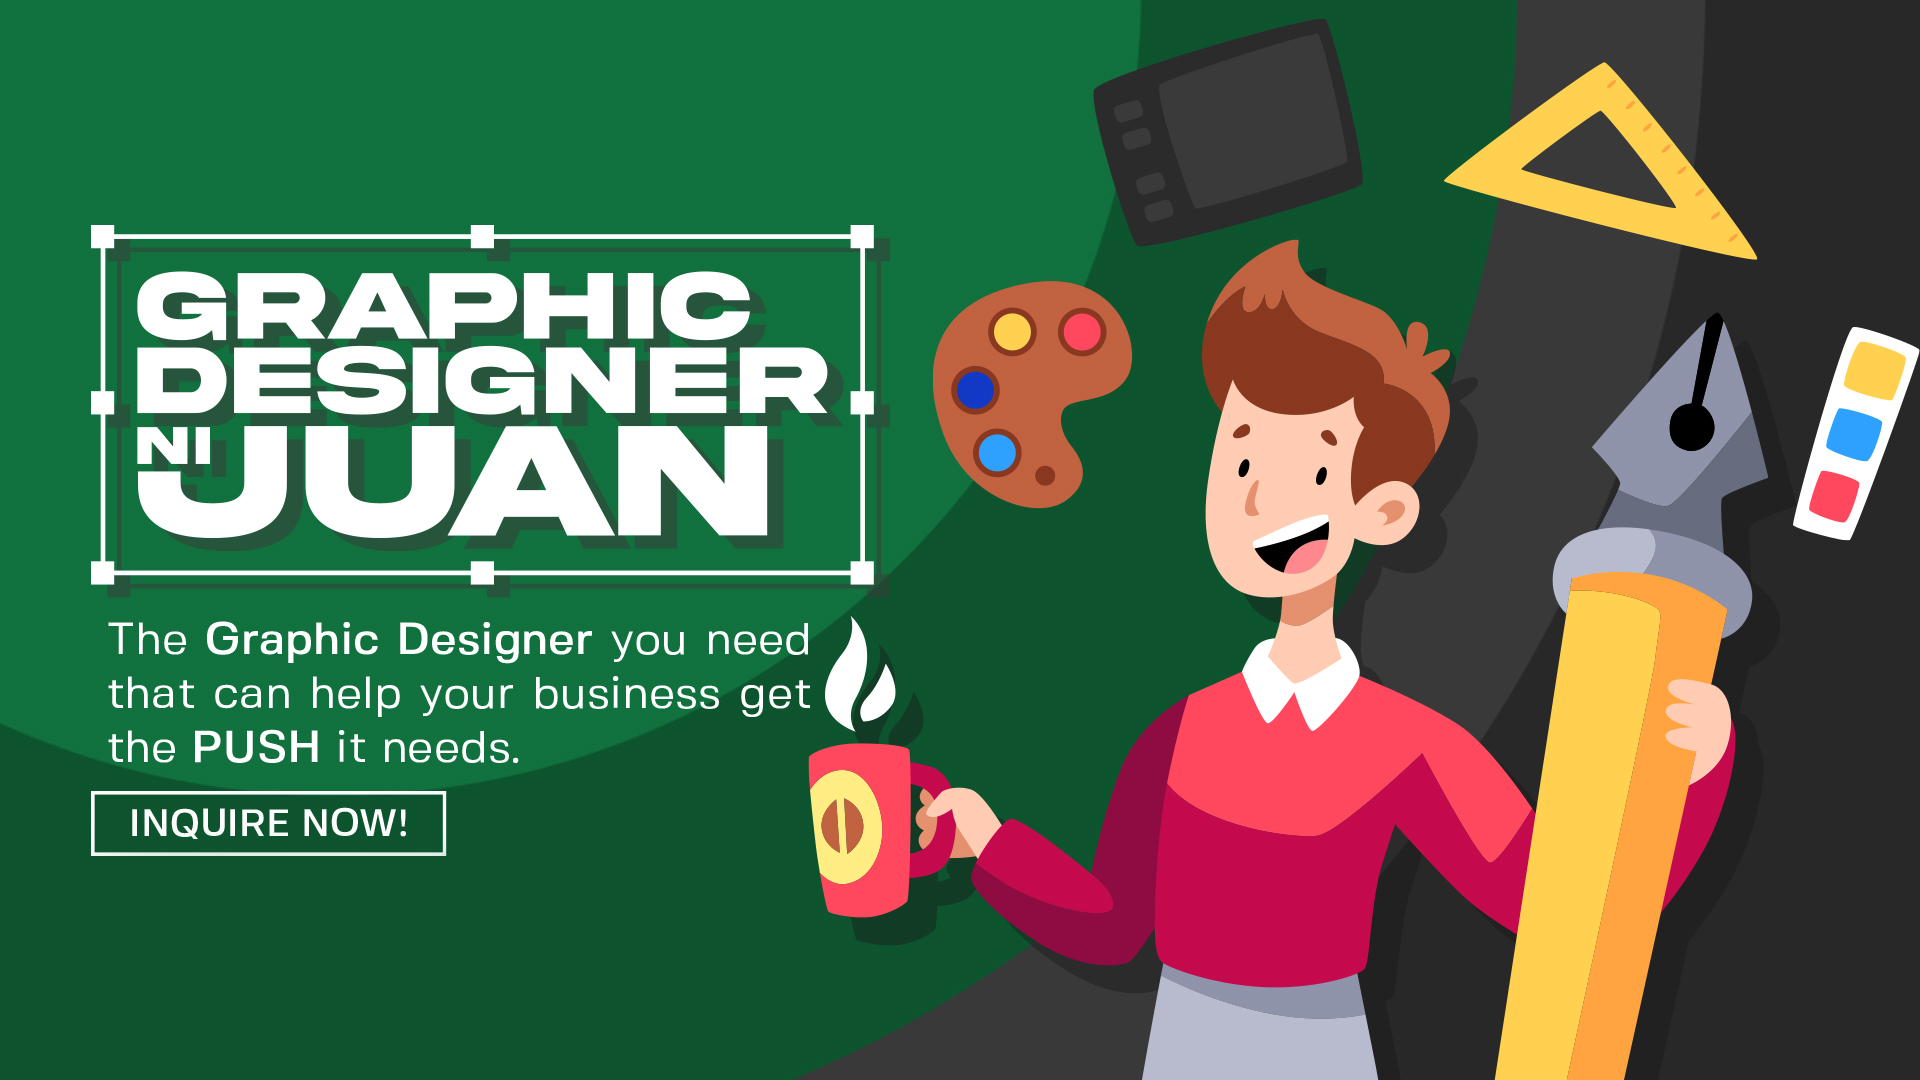 GRAPHIC
DESIGNER
NI JUAN
The Graphic Designer you need
that can help your business get
the PUSH it needs.
INQUIRE NOW!